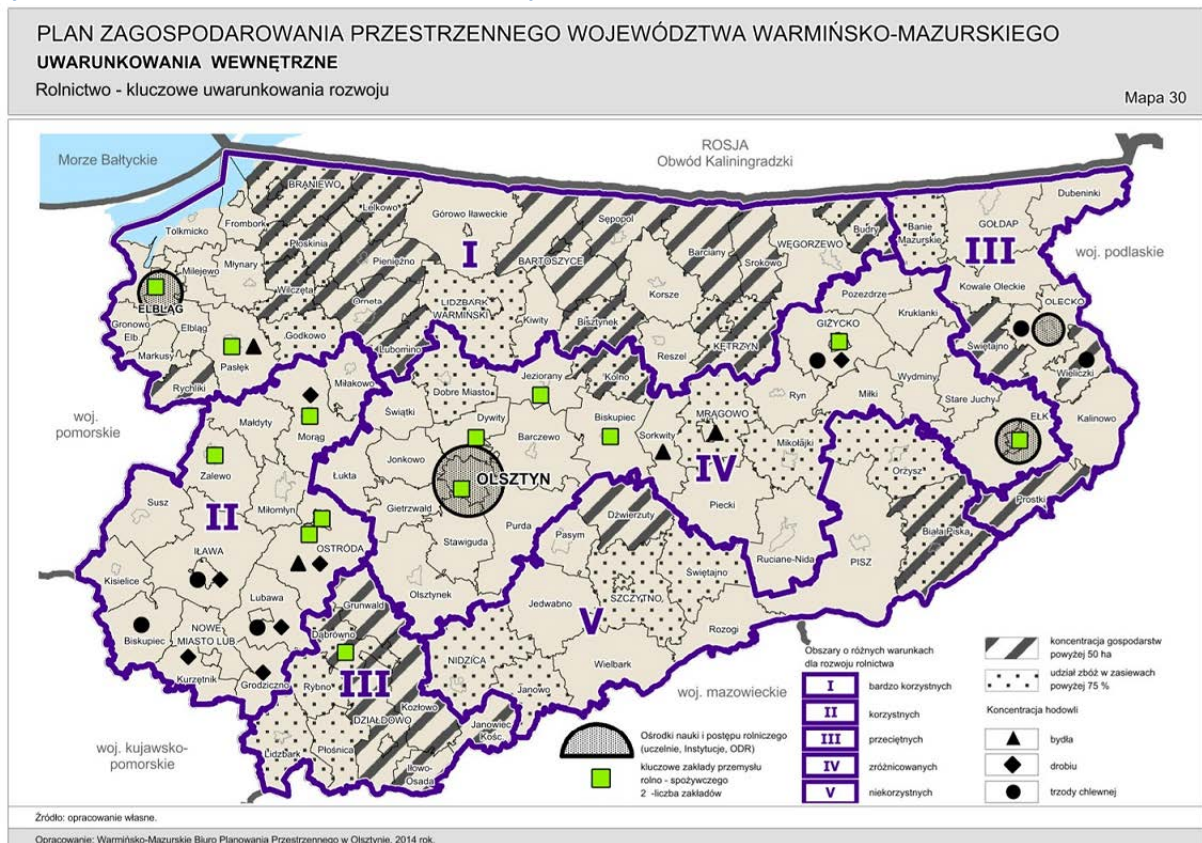 PLAN ZAGOSPODAROWANIA PRZESTRZENNEGO WOJEWÓDZTWA WARMIŃSKO-MAZURSKIEGO
UWARUNKOWANIA WEWNĘTRZNE
Rolnictwo - kluczowe uwarunkowania rozwoju
Mapa 30
Morze Bałtyckie
ROSJA
Obwód Kaliningradzki
BRANIEWO
Lelkowo
Frombork
Tolkmicko
Płoskinia
Górowo Iławeckie
I
Sępopol
BARTOSZYCE
Barciany
Srokowo
WĘGORZEWO
Budry
Banie
Mazurskie
GOŁDAP
Dubeninki
III
woj. podlaskie
Milejewo
Młynary
Pieniężno
Wilczęta
Orneta
LIDZBARK
WARMIŃSKI
Kiwity
Bisztynek
Korsze
Reszel
KĘTRZYN
Pozezdrze
Kruklanki
Kowale Oleckie
OLECKO
Świętajno
Wieliczki
ELBLĄG
Gronowo
Elb
Elbląg
Markusy
Pasłęk
Godkowo
Rychliki
Lubomino
GIŻYCKO
Wydminy
Ryn
Miłki
Stare Juchy
EŁK
Kalinowo
woj.
pomorskie
Miłakowo
Małdyty
Morąg
Zalewo
Świątki
Dobre Miasto
Jeziorany
Kolno
Dywity
Barczewo
Biskupiec
Sorkwity
MRĄGOWO
Mikołajki
IV
Orzysz
Prostki
Łukta
Jonkowo
OLSZTYN
Gietrzwałd
Purda
Stawiguda
Susz
II
Miłomłyn
Piecki
Biała Piska
Dźwierzuty
Pasym
Ruciane-Nida
PISZ
OSTRÓDA
IŁAWA
Kisielice
Lubawa
Olsztynek
Świętajno
SZCZYTNO
Jedwabno
V
Rozogi
Grunwald
Dąbrówno
Biskupiec
NOWE
MIASTO LUB.
Kurzętnik
Grodziczno
NIDZICA
Wielbark
III
Rybno
Janowo
Kozłowo
DZIAŁDOWO
Lidzbark
Płośnica
Iłowo-
Osada
Janowiec
Kośc.
woj. mazowieckie
woj. kujawsko-
pomorskie
Ośrodki nauki i postępu rolniczego
(uczelnie, Instytucje, ODR)
kluczowe zakłady przemysłu
rolno - spożywczego
2 -liczba zakładów
Obszary o różnych warunkach
dla rozwoju rolnictwa
I bardzo korzystnych
II korzystnych
III przeciętnych
IV zróżnicowanych
V niekorzystnych
koncentracja gospodarstw
powyżej 50 ha
udział zbóż w zasiewach
powyżej 75 %
Koncentracja hodowli
bydła
drobiu
trzody chlewnej
Źródło: opracowanie własne.
Opracowanie: Warmińsko-Mazurskie Biuro Planowania Przestrzennego w Olsztynie, 2014 rok.